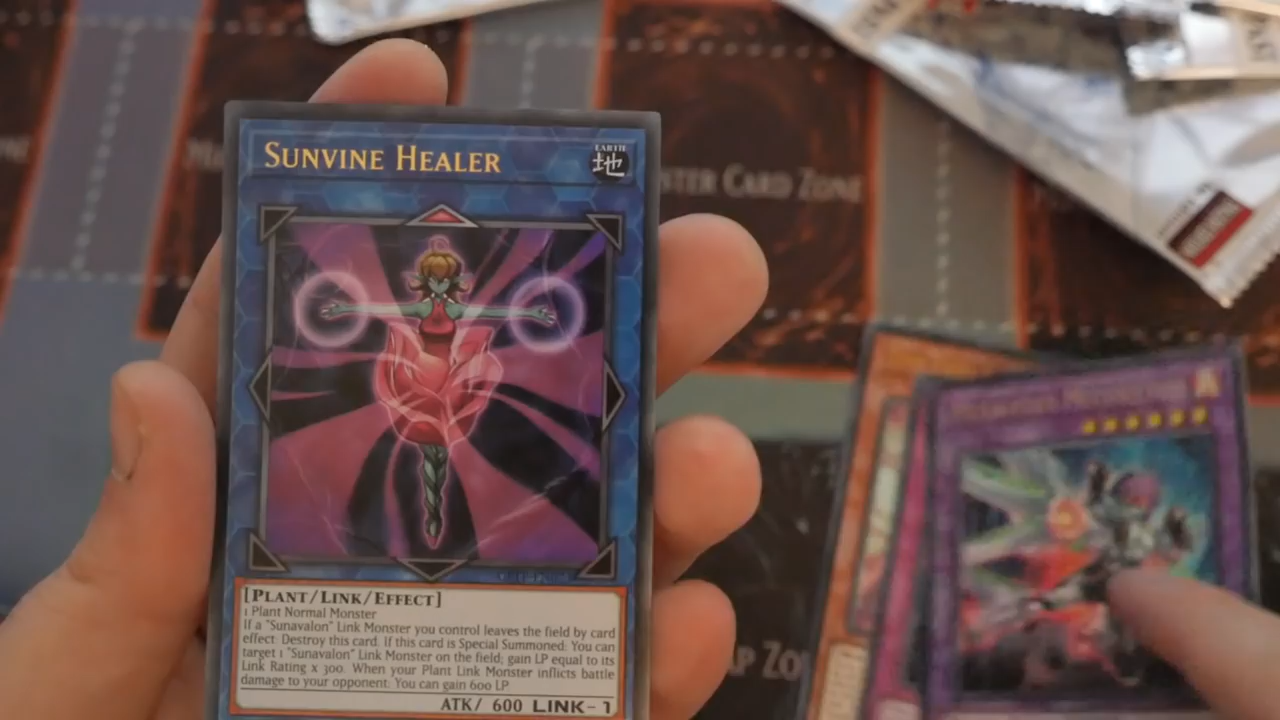 SUNVINE HEALER
EARTH
地
[PLANT/LINK/EFFECT]
1 Plant Normal Monster
If a "Sunavalon" Link Monster you control leaves the field by card
effect: Destroy this card. If this card is Special Summoned: You can
target 1 "Sunavalon" Link Monster on the field; gain LP equal to its
Link Rating x 300. When your Plant Link Monster inflicts battle
damage to your opponent: You can gain 600 LP.
ATK/ 600 LINK-1
CARD ZONE